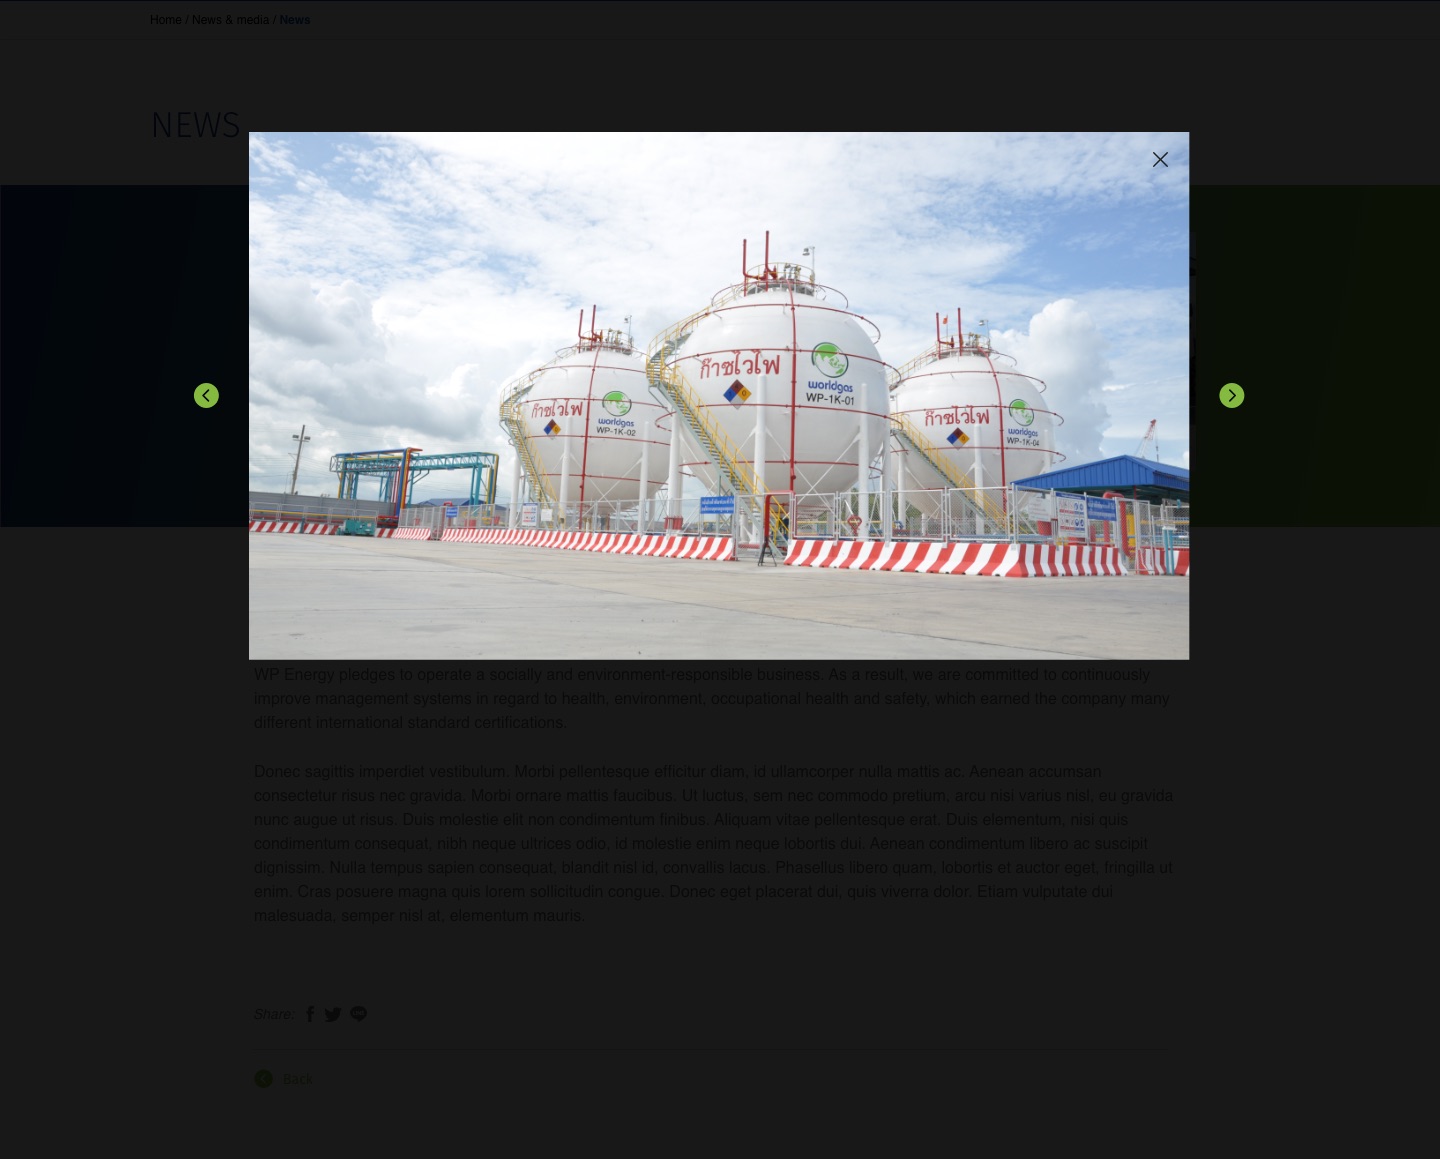 Home / News & media / News
NEWS
ก๊าซไวไฟ
worldgas
WP-1K-02
ก๊าซไวไฟ
worldgas
WP-1K-01
ก๊าซไวไฟ
worldgas
WP-1K-04
WP Energy pledges to operate a socially and environment-responsible business. As a result, we are committed to continuously
improve management systems in regard to health, environment, occupational health and safety, which earned the company many
different international standard certifications.
Donec sagittis imperdiet vestibulum. Morbi pellentesque efficitur diam, id ullamcorper nulla mattis ac. Aenean accumsan
consectetur risus nec gravida. Morbi ornare mattis faucibus. Ut luctus, sem nec commodo pretium, arcu nisi varius nisl, eu gravida
nunc augue ut risus. Duis molestie elit non condimentum finibus. Aliquam vitae pellentesque erat. Duis elementum, nisi quis
condimentum consequat, nibh neque ultrices odio, id molestie enim neque lobortis dui. Aenean condimentum libero ac suscipit
dignissim. Nulla tempus sapien consequat, blandit nisl id, convallis lacus. Phasellus libero quam, lobortis et auctor eget, fringilla ut
enim. Cras posuere magna quis lorem sollicitudin congue. Donec eget placerat dui, quis viverra dolor. Etiam vulputate dui
malesuada, semper nisl at, elementum mauris.
Share:
Back